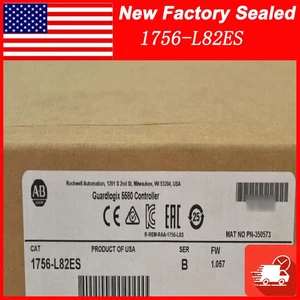 New Factory Sealed
1756-L82ES
AB
Rockwell Automation, 1201 S 2nd St, Milwaukee, WI 53204, USA
Guardlogix 5580 Controller
25
R-REM-RAA-1756-L8S
MAT NO PN-350573
CAT
PRODUCT OF USA
SER
FW
1756-L82ES
B
1.057